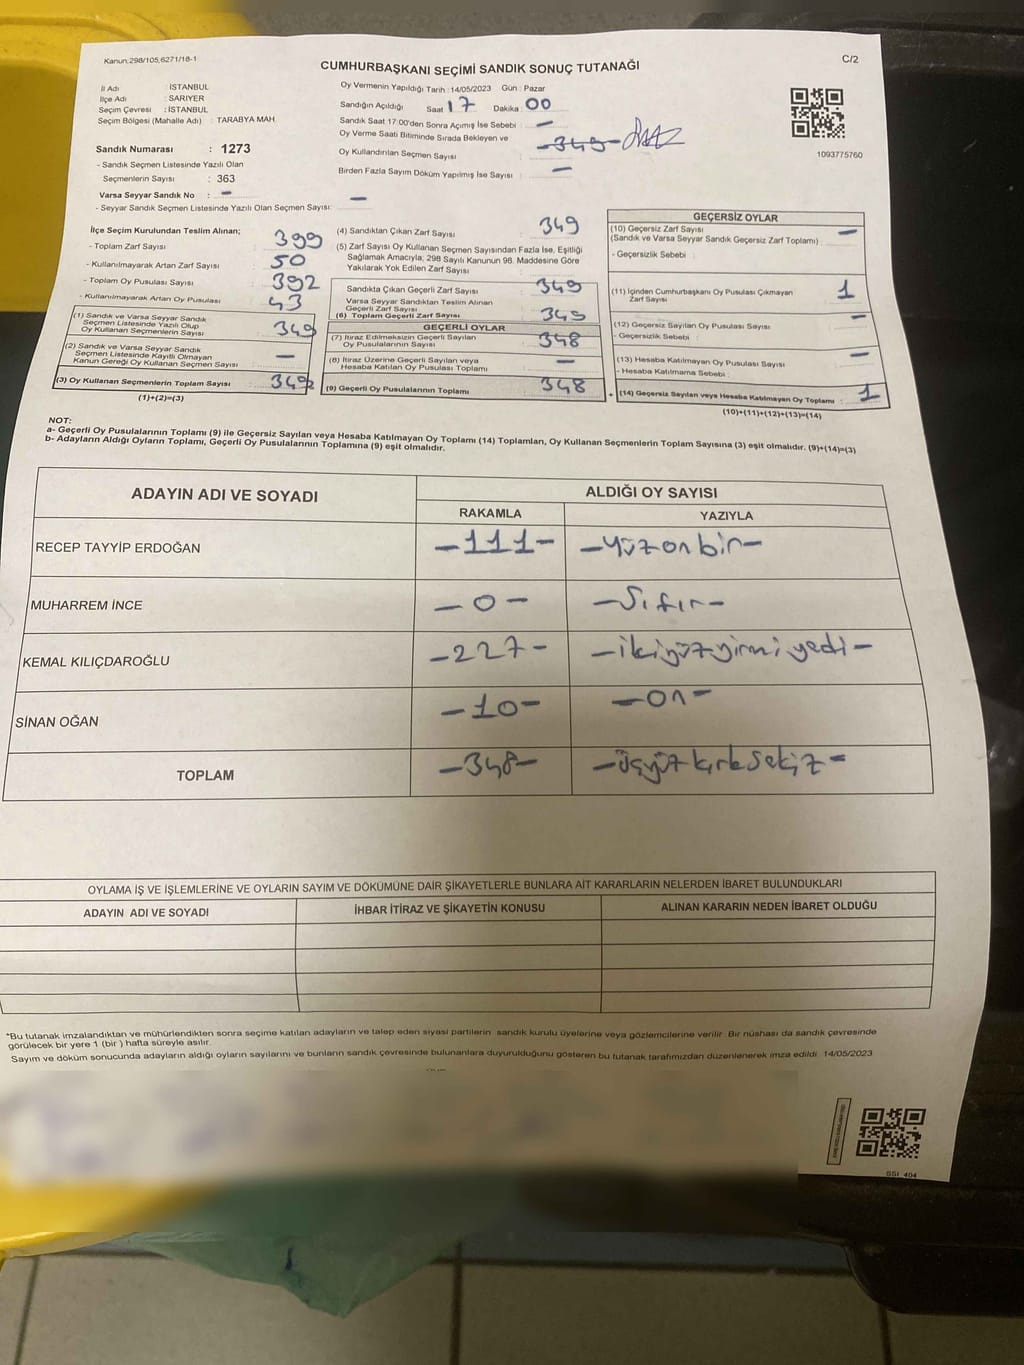 Kanun;298/105,6271/18-1
C/2
CUMHURBAŞKANI SEÇİMİ SANDIK SONUÇ TUTANAĞI
İl Adı : İSTANBUL
İlçe Adı : SARIYER
Seçim Çevresi : İSTANBUL
Seçim Bölgesi (Mahalle Adı) : TARABYA MAH.
Sandık Numarası : 1273
- Sandık Seçmen Listesinde Yazılı Olan
Seçmenlerin Sayısı : 363
Varsa Seyyar Sandık No : -
- Seyyar Sandık Seçmen Listesinde Yazılı Olan Seçmen Sayısı: -
Oy Vermenin Yapıldığı Tarih :14/05/2023 Gün : Pazar
Sandığın Açıldığı Saat 17 Dakika : 00
Sandık Saat 17:00'den Sonra Açımış İse Sebebi : -
Oy Verme Saati Bitiminde Sırada Bekleyen ve
Oy Kullandırılan Seçmen Sayısı : -349-
Birden Fazla Sayım Döküm Yapılmış İse Sayısı : -
1093775760
İlçe Seçim Kurulundan Teslim Alınan;
- Toplam Zarf Sayısı : 399
- Kullanılmayarak Artan Zarf Sayısı : 50
- Toplam Oy Pusulası Sayısı : 392
- Kullanılmayarak Artan Oy Pusulası : 43
(1) Sandık ve Varsa Seyyar Sandık
Seçmen Listesinde Yazılı Olup
Oy Kullanan Seçmenlerin Sayısı : 349
(2) Sandık ve Varsa Seyyar Sandık
Seçmen Listesinde Kayıtlı Olmayan
Kanun Gereği Oy Kullanan Seçmen Sayısı : -
(3) Oy Kullanan Seçmenlerin Toplam Sayısı : 349
(1)+(2)=(3)
(4) Sandıktan Çıkan Zarf Sayısı : 349
(5) Zarf Sayısı Oy Kullanan Seçmen Sayısından Fazla İse, Eşitliği
Sağlamak Amacıyla; 298 Sayılı Kanunun 98. Maddesine Göre
Yakılarak Yok Edilen Zarf Sayısı :
Sandıkta Çıkan Geçerli Zarf Sayısı : 349
Varsa Seyyar Sandıktan Teslim Alınan
Geçerli Zarf Sayısı :
(6) Toplam Geçerli Zarf Sayısı : 349
GEÇERLİ OYLAR
(7) İtiraz Edilmeksizin Geçerli Sayılan
Oy Pusulalarının Sayısı : 348
(8) İtiraz Üzerine Geçerli Sayılan veya
Hesaba Katılan Oy Pusulası Toplamı : -
(9) Geçerli Oy Pusulalarının Toplamı : 348
GEÇERSİZ OYLAR
(10) Geçersiz Zarf Sayısı : -
(Sandık ve Varsa Seyyar Sandık Geçersiz Zarf Toplamı)
- Geçersizlik Sebebi :
(11) İçinden Cumhurbaşkanı Oy Pusulası Çıkmayan
Zarf Sayısı : 1
(12) Geçersiz Sayılan Oy Pusulası Sayısı : -
- Geçersizlik Sebebi :
(13) Hesaba Katılmayan Oy Pusulası Sayısı : -
- Hesaba Katılmama Sebebi :
+ (14) Geçersiz Sayılan veya Hesaba Katılmayan Oy Toplamı : 1
(10)+(11)+(12)+(13)=(14)
NOT:
a- Geçerli Oy Pusulalarının Toplamı (9) ile Geçersiz Sayılan veya Hesaba Katılmayan Oy Toplamı (14) Toplamları, Oy Kullanan Seçmenlerin Toplam Sayısına (3) eşit olmalıdır. (9)+(14)=(3)
b- Adayların Aldığı Oyların Toplamı, Geçerli Oy Pusulalarının Toplamına (9) eşit olmalıdır.
ADAYIN ADI VE SOYADI ALDIĞI OY SAYISI
RAKAMLA YAZIYLA
RECEP TAYYİP ERDOĞAN -111- -yüzonbir-
MUHARREM İNCE -0- -Sıfır-
KEMAL KILIÇDAROĞLU -227- -ikiyüzyirmiyedi-
SİNAN OĞAN -10- -on-
TOPLAM -348- -üçyüzkırksekiz-
OYLAMA İŞ VE İŞLEMLERİNE VE OYLARIN SAYIM VE DÖKÜMÜNE DAİR ŞİKAYETLERLE BUNLARA AİT KARARLARIN NELERDEN İBARET BULUNDUKLARI
ADAYIN ADI VE SOYADI İHBAR İTİRAZ VE ŞİKAYETİN KONUSU ALINAN KARARIN NEDEN İBARET OLDUĞU
*Bu tutanak imzalandıktan ve mühürlendikten sonra seçime katılan adayların ve talep eden siyasi partilerin sandık kurulu üyelerine veya gözlemcilerine verilir. Bir nüshası da sandık çevresinde
görülecek bir yere 1 (bir ) hafta süreyle asılır.
Sayım ve döküm sonucunda adayların aldığı oyların sayılarını ve bunların sandık çevresinde bulunanlara duyurulduğunu gösteren bu tutanak tarafımızdan düzenlenerek imza edildi. 14/05/2023
SSI_404